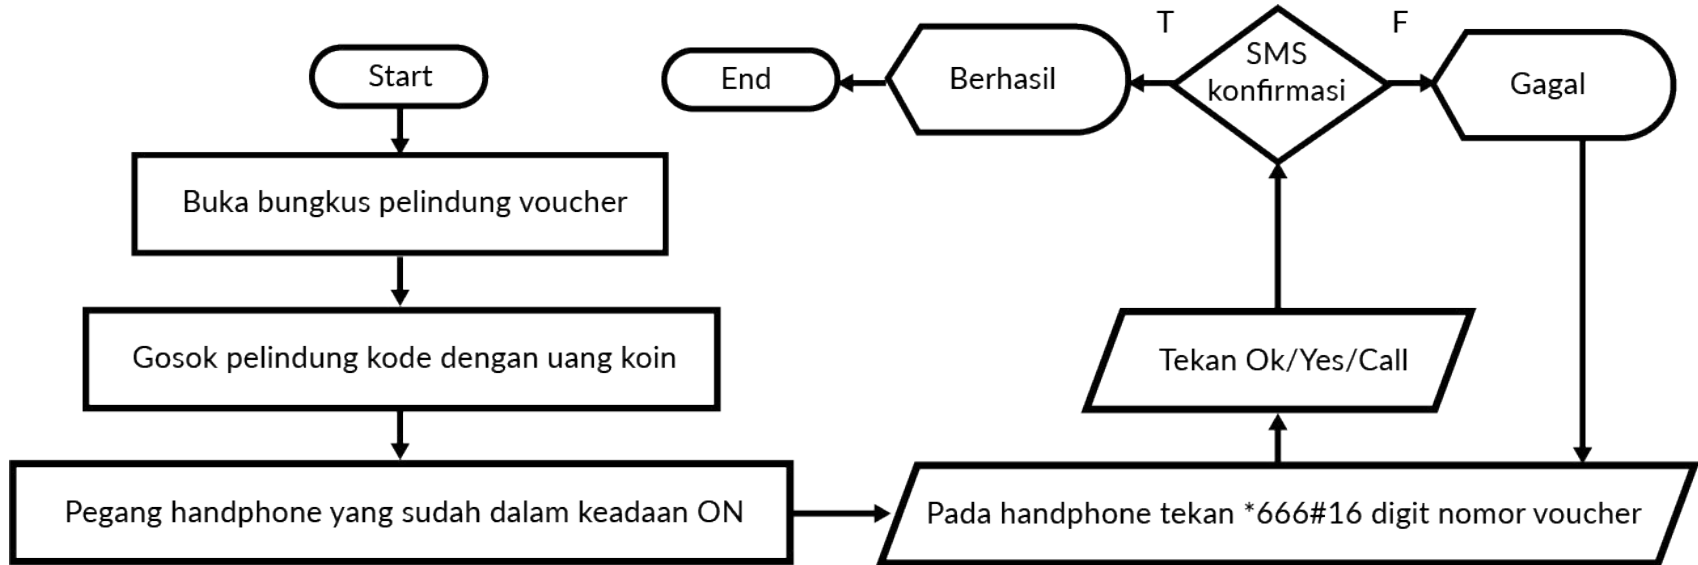 Start
Buka bungkus pelindung voucher
Gosok pelindung kode dengan uang koin
Pegang handphone yang sudah dalam keadaan ON
Pada handphone tekan *666#16 digit nomor voucher
Tekan Ok/Yes/Call
SMS
konfirmasi
T
F
Berhasil
End
Gagal